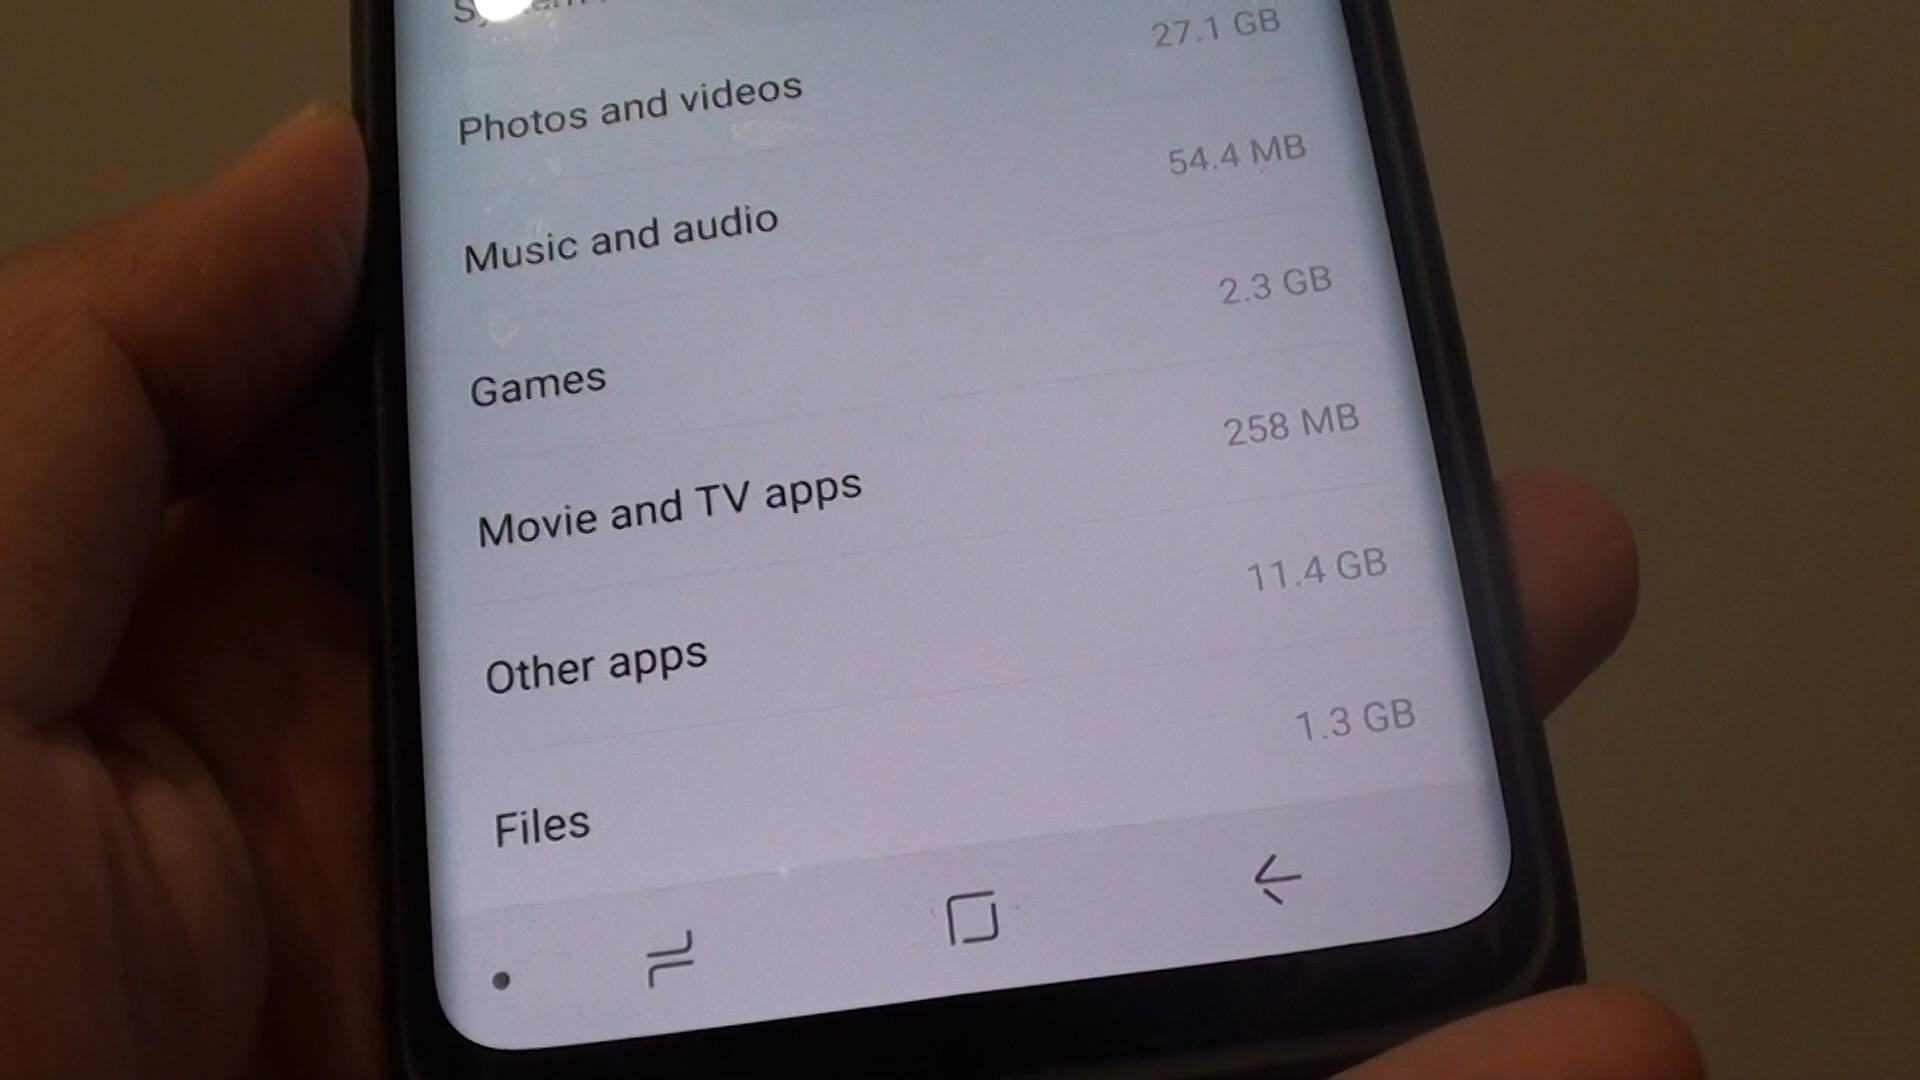 Photos and videos 27.1 GB
Music and audio 54.4 MB
Games 2.3 GB
Movie and TV apps 258 MB
Other apps 11.4 GB
Files 1.3 GB